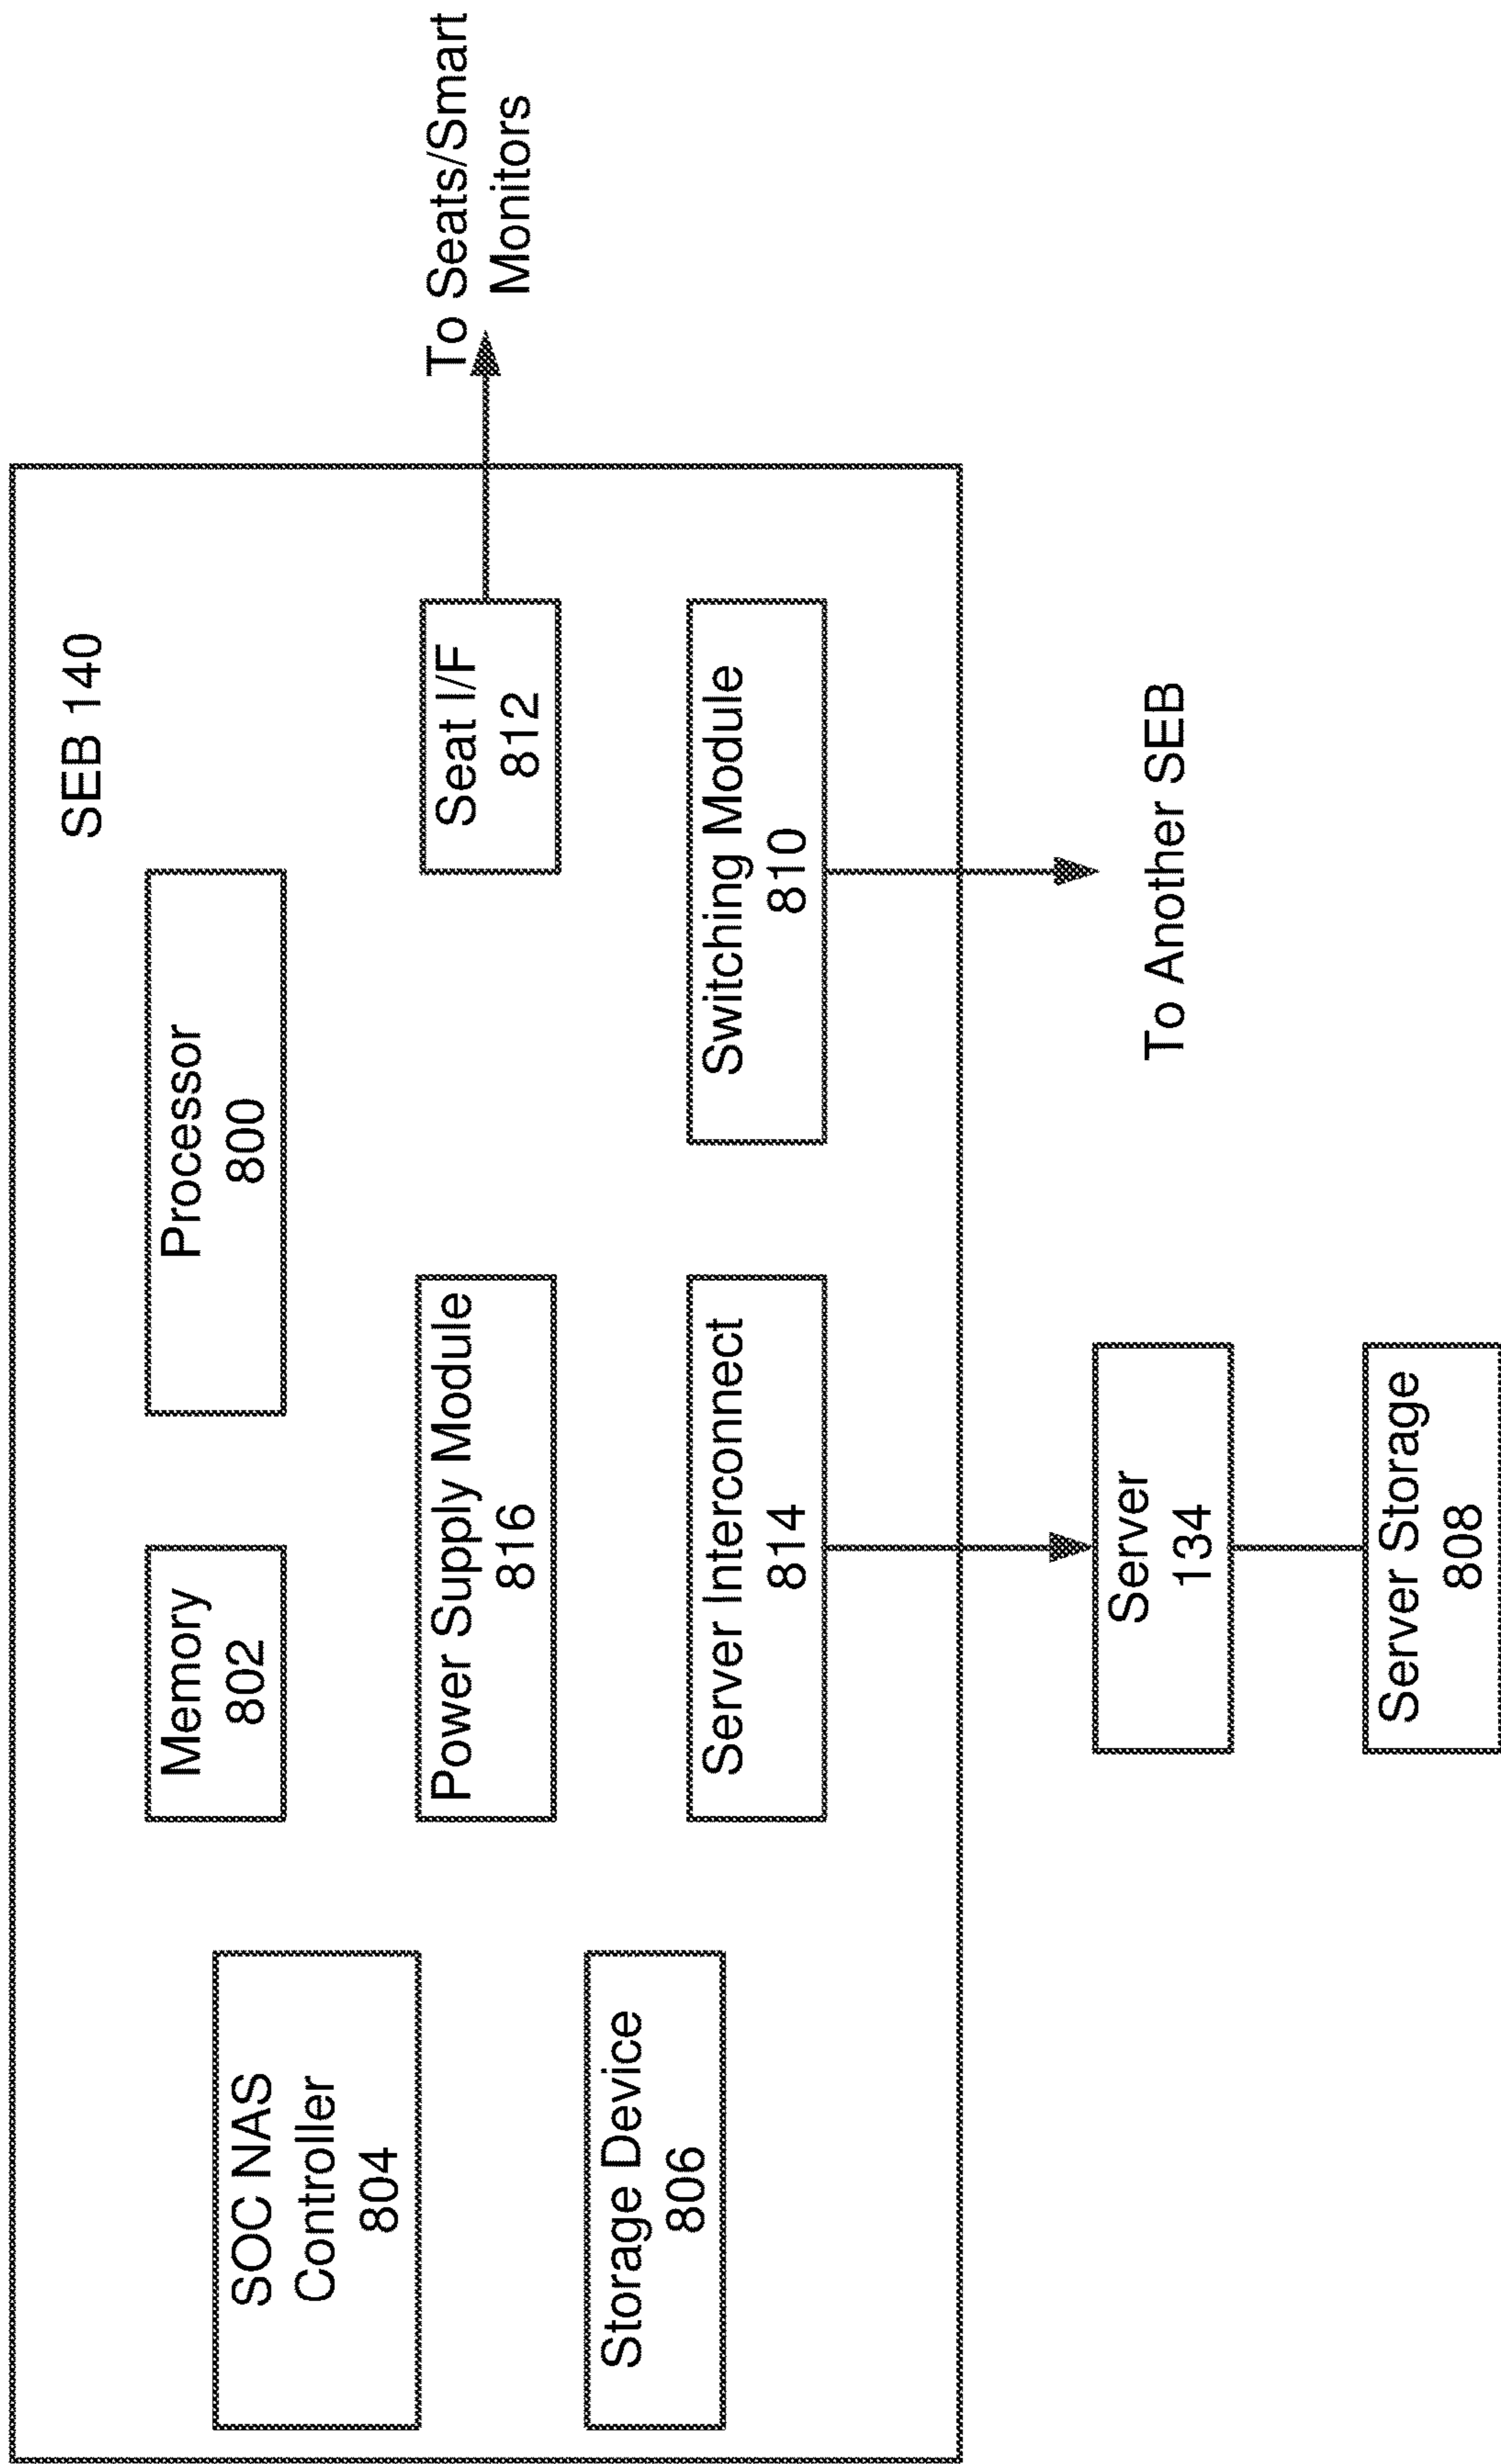 SEB 140
SOC NAS
Controller
804
Memory
802
Processor
800
Storage Device
806
Power Supply Module
816
Seat I/F
812
To Seats/Smart
Monitors
Server Interconnect
814
Switching Module
810
Server
134
To Another SEB
Server Storage
808